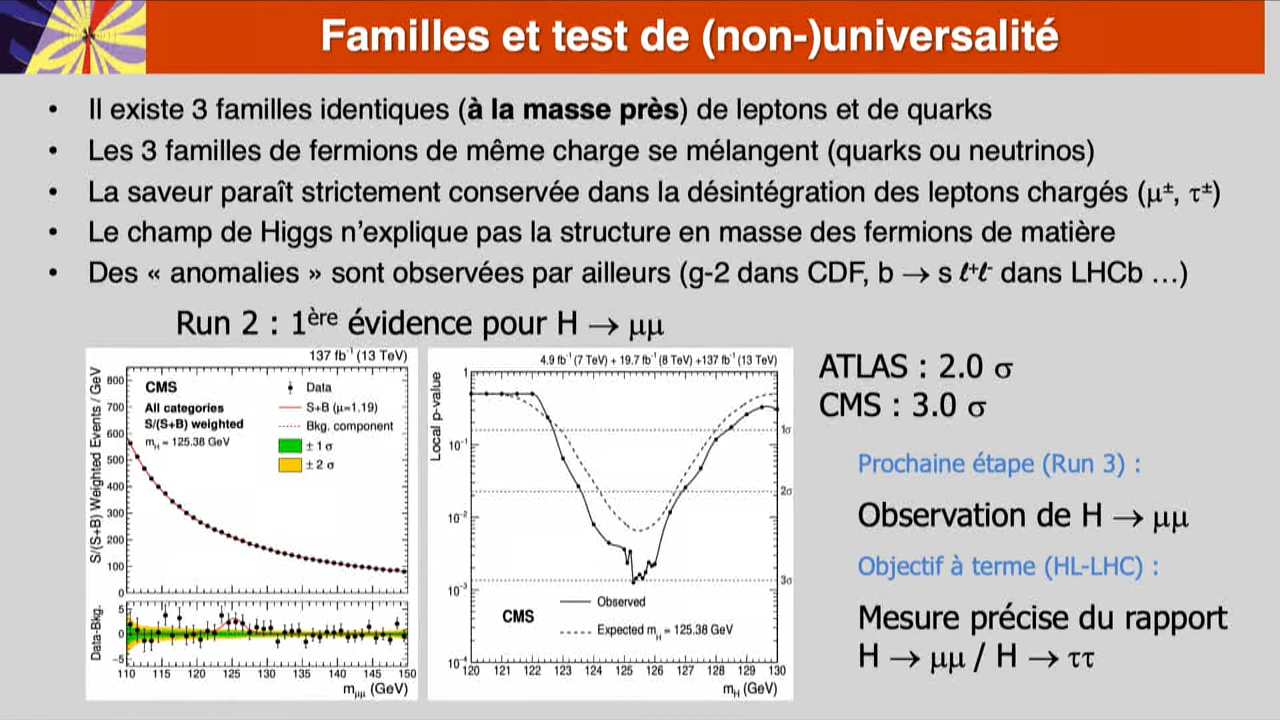 Familles et test de (non-)universalité
• Il existe 3 familles identiques (à la masse près) de leptons et de quarks
• Les 3 familles de fermions de même charge se mélangent (quarks ou neutrinos)
• La saveur paraît strictement conservée dans la désintégration des leptons chargés (μ±, τ±)
• Le champ de Higgs n'explique pas la structure en masse des fermions de matière
• Des « anomalies » sont observées par ailleurs (g-2 dans CDF, b → s ℓ+ℓ- dans LHCb ...)
Run 2 : 1ère évidence pour H → μμ
137 fb-1 (13 TeV)
CMS
All categories
S/(S+B) weighted
mH = 125.38 GeV
Data
S+B (μ=1.19)
Bkg. component
±1σ
±2σ
S/(S+B) Weighted Events / GeV
800
700
600
500
400
300
200
100
0
Data-Bkg.
5
0
-5
110 115 120 125 130 135 140 145 150
mμμ (GeV)
4.9 fb-1 (7 TeV) + 19.7 fb-1 (8 TeV) +137 fb-1 (13 TeV)
Local p-value
1
10-1
10-2
10-3
10-4
1σ
2σ
3σ
CMS
Observed
Expected mH = 125.38 GeV
120 121 122 123 124 125 126 127 128 129 130
mH (GeV)
ATLAS : 2.0 σ
CMS : 3.0 σ
Prochaine étape (Run 3) :
Observation de H → μμ
Objectif à terme (HL-LHC) :
Mesure précise du rapport
H → μμ / H → ττ